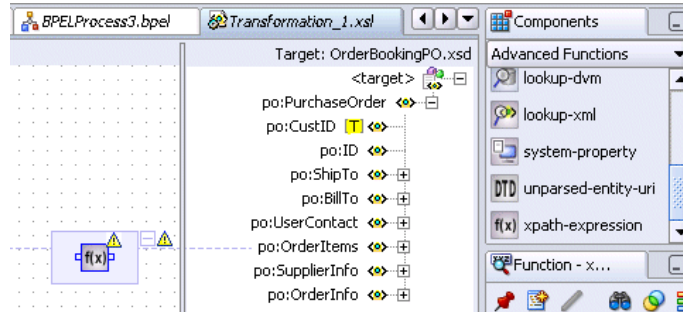 BPELProcess3.bpel
Transformation_1.xsl
Components
Target: OrderBookingPO.xsd
Advanced Functions
<target>
lookup-dvm
po:PurchaseOrder
lookup-xml
po:CustID [T]
po:ID
system-property
po:ShipTo
DTD unparsed-entity-uri
po:BillTo
po:UserContact
f(x) xpath-expression
f(x)
po:OrderItems
po:SupplierInfo
Function - x...
po:OrderInfo